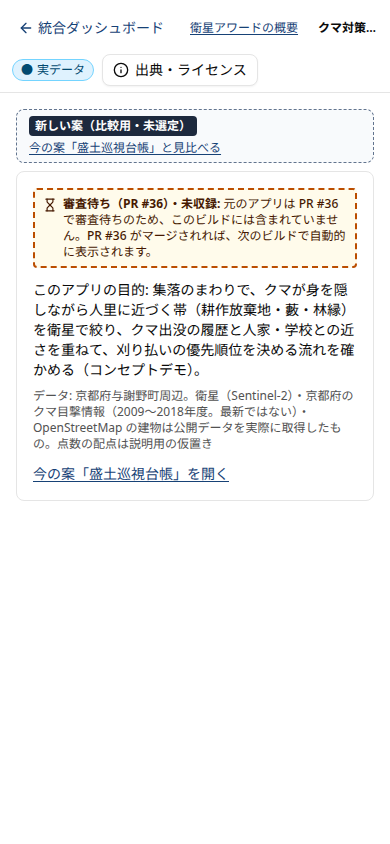 ← 統合ダッシュボード 衛星アワードの概要 クマ対策...
実データ 出典・ライセンス
新しい案（比較用・未選定）
今の案「盛土巡視台帳」と見比べる
審査待ち（PR #36）・未収録: 元のアプリは PR #36
で審査待ちのため、このビルドには含まれていませ
ん。PR #36 がマージされれば、次のビルドで自動的
に表示されます。
このアプリの目的: 集落のまわりで、クマが身を隠
しながら人里に近づく帯（耕作放棄地・藪・林縁）
を衛星で絞り、クマ出没の履歴と人家・学校との近
さを重ねて、刈り払いの優先順位を決める流れを確
かめる（コンセプトデモ）。
データ: 京都府与謝野町周辺。衛星（Sentinel-2）・京都府の
クマ目撃情報（2009〜2018年度。最新ではない）・
OpenStreetMap の建物は公開データを実際に取得したも
の。点数の配点は説明用の仮置き
今の案「盛土巡視台帳」を開く